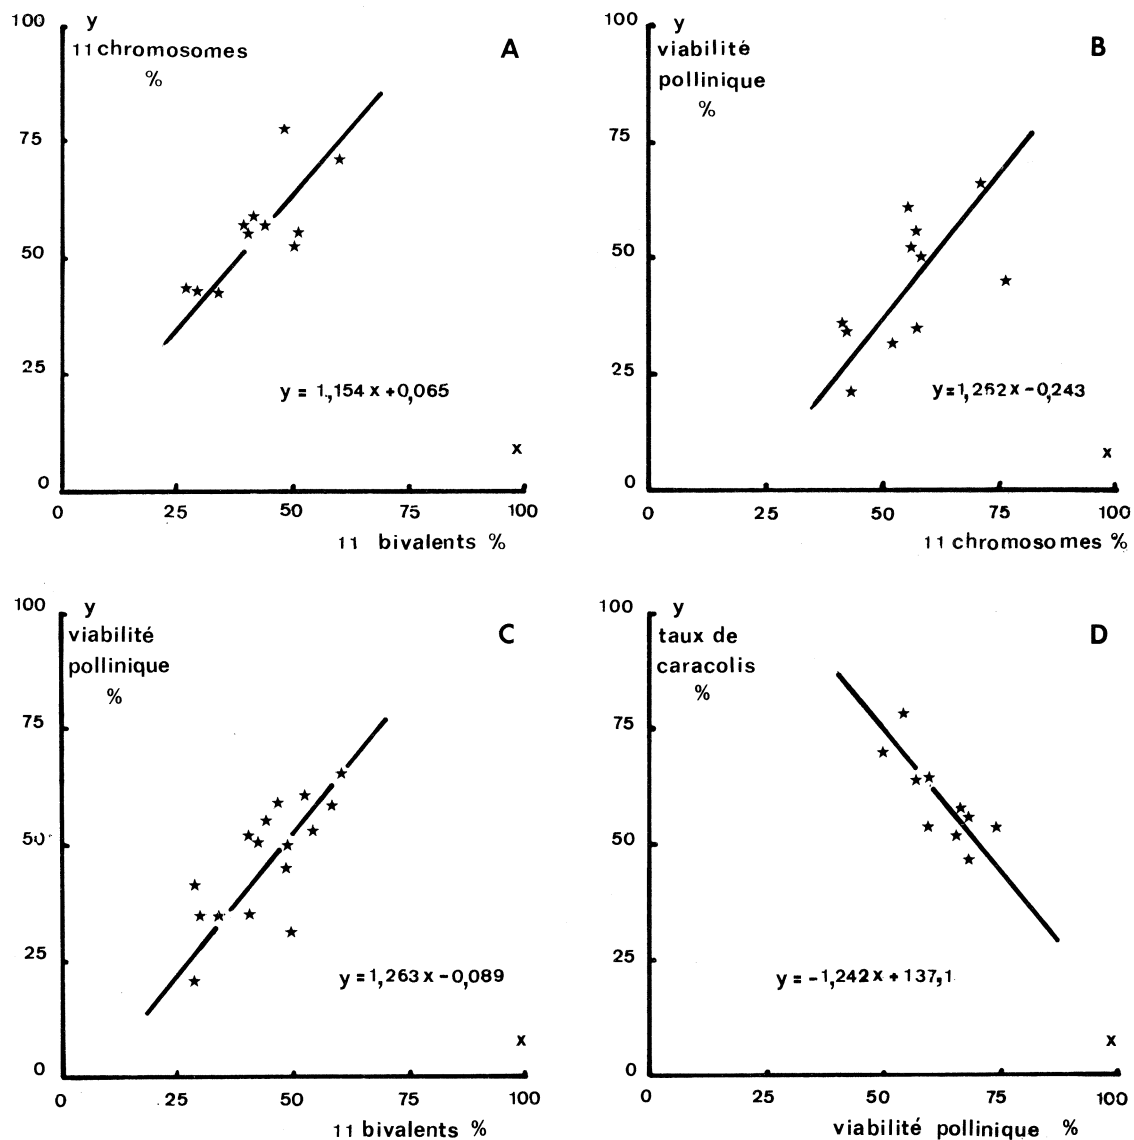 100 y
11 chromosomes
%
A
75
50
25
y = 1,154 x + 0,065
x
0
0 25 50 75 100
11 bivalents %
100 y
viabilité
pollinique
%
B
75
50
25
y = 1,262 x - 0,243
x
0
0 25 50 75 100
11 chromosomes %
100 y
viabilité
pollinique
%
C
75
50
25
y = 1,263 x - 0,089
x
0
0 25 50 75 100
11 bivalents %
100 y
taux de
caracolis
%
D
75
50
25
y = -1,242 x + 137,1
x
0
0 25 50 75 100
viabilité pollinique %